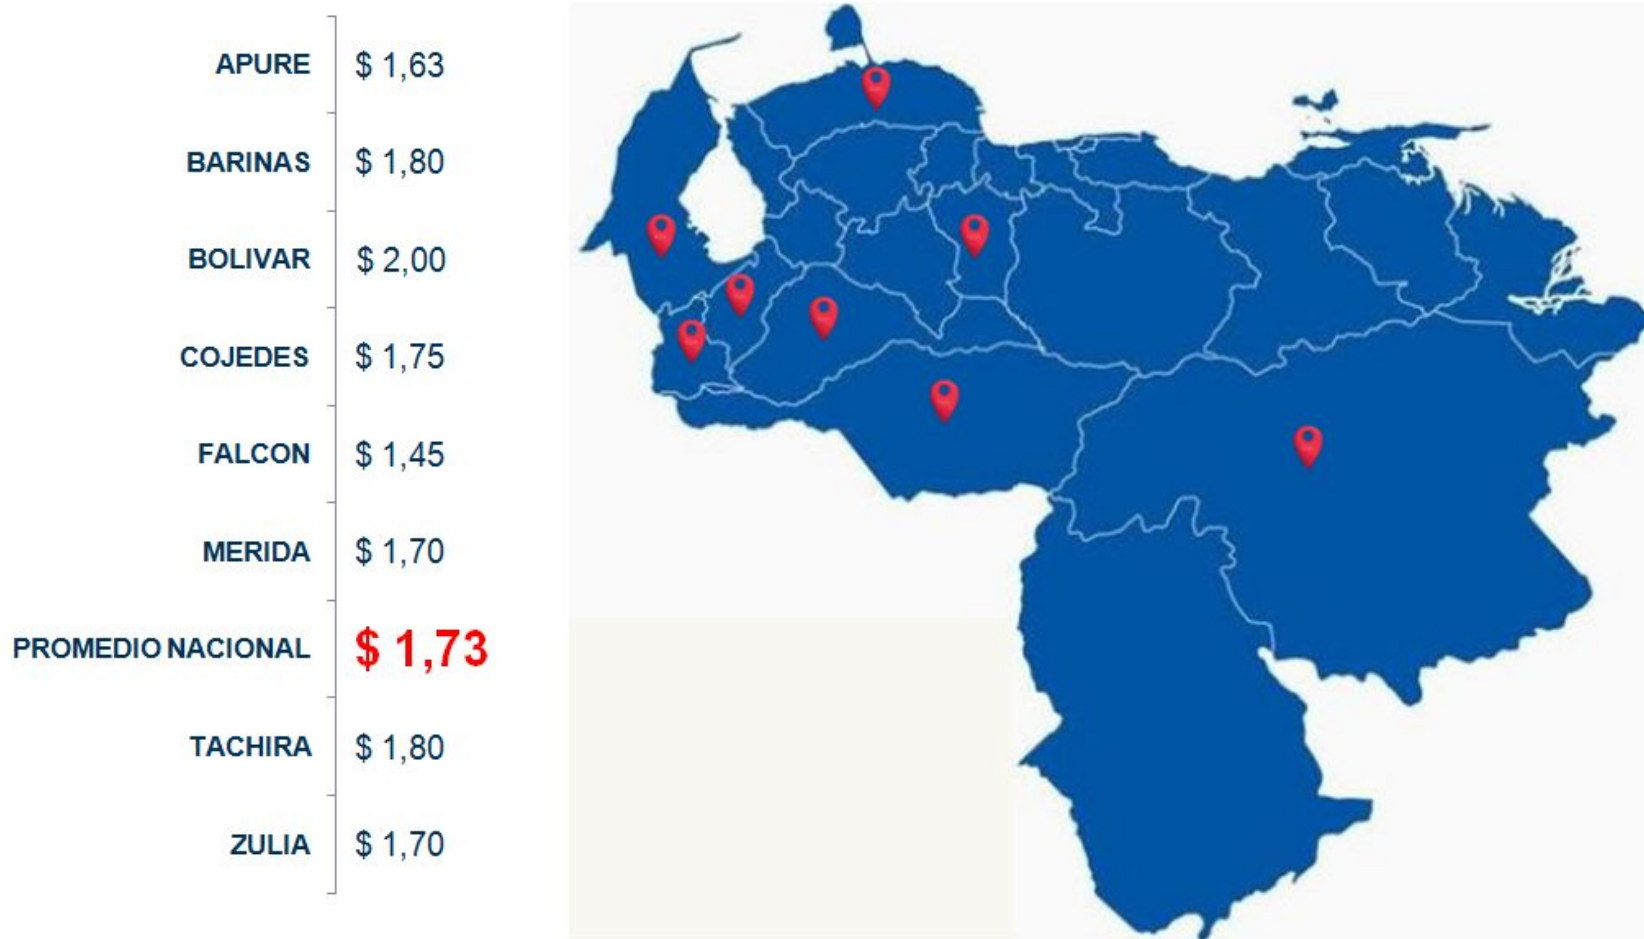 APURE $ 1,63
BARINAS $ 1,80
BOLIVAR $ 2,00
COJEDES $ 1,75
FALCON $ 1,45
MERIDA $ 1,70
PROMEDIO NACIONAL $ 1,73
TACHIRA $ 1,80
ZULIA $ 1,70